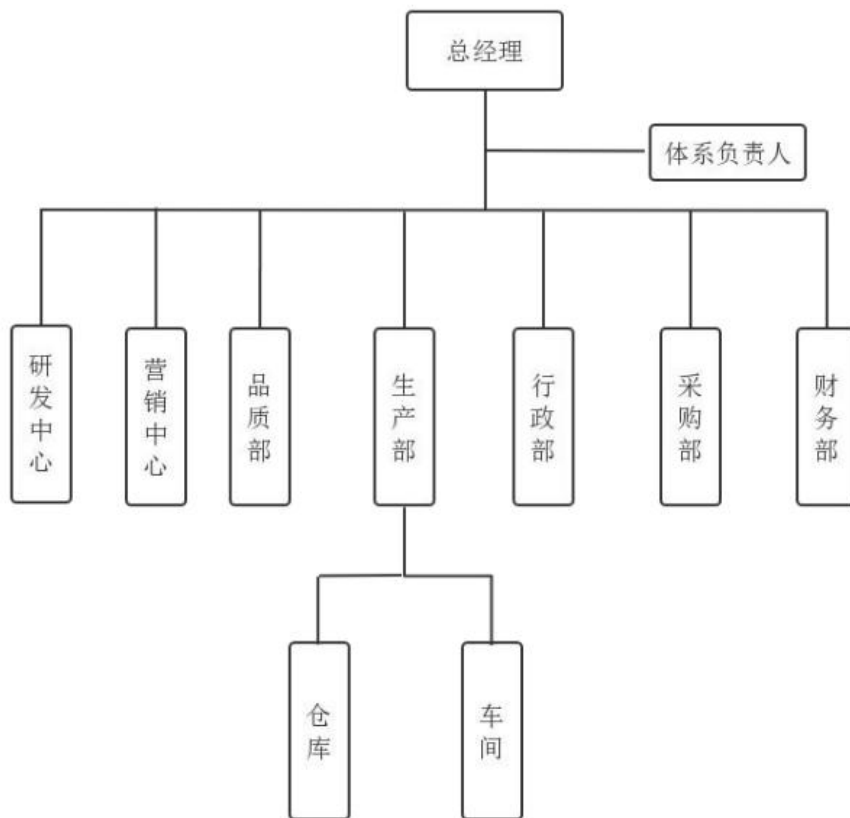 总经理
体系负责人
研发中心
营销中心
品质部
生产部
行政部
采购部
财务部
仓库
车间